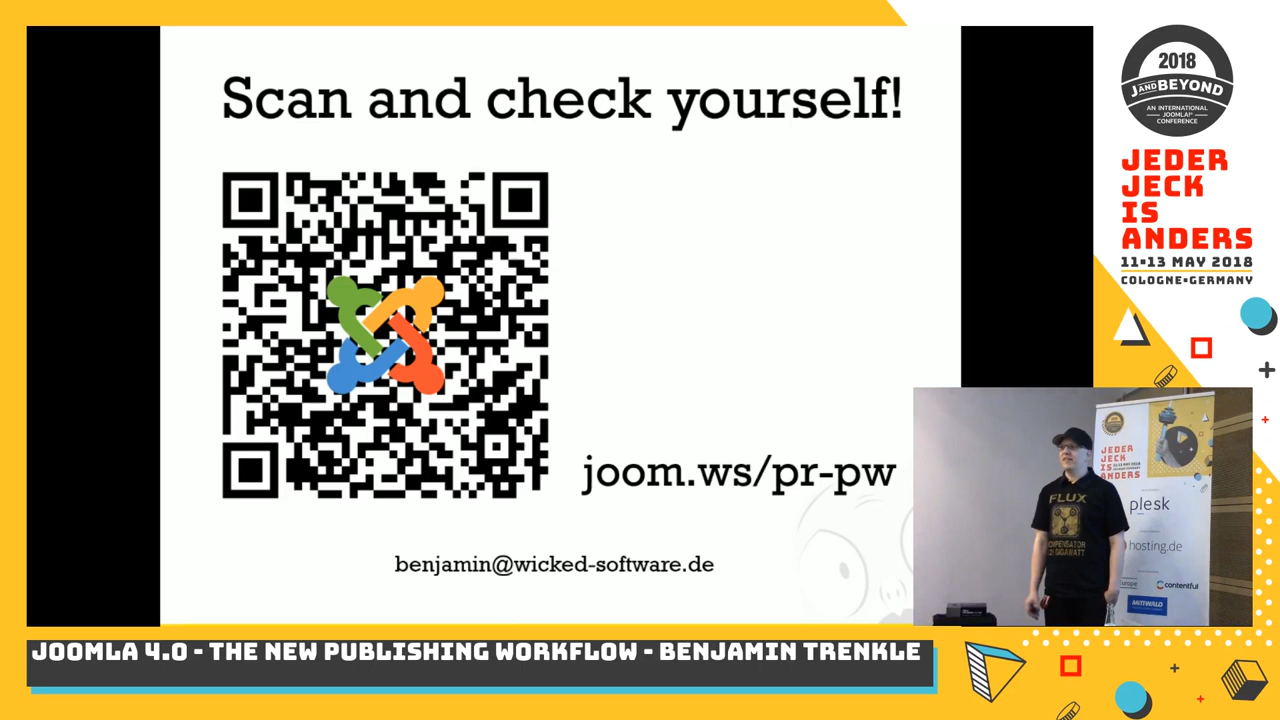 Scan and check yourself!
joom.ws/pr-pw
benjamin@wicked-software.de
2018
J AND BEYOND
AN INTERNATIONAL
JOOMLA!®
CONFERENCE
JEDER
JECK
IS
ANDERS
11-13 MAY 2018
COLOGNE-GERMANY
JEDER
JECK
IS
ANDERS
plesk
hosting.de
contentful
MITTWALD
FLUX
JOOMLA 4.0 - THE NEW PUBLISHING WORKFLOW - BENJAMIN TRENKLE